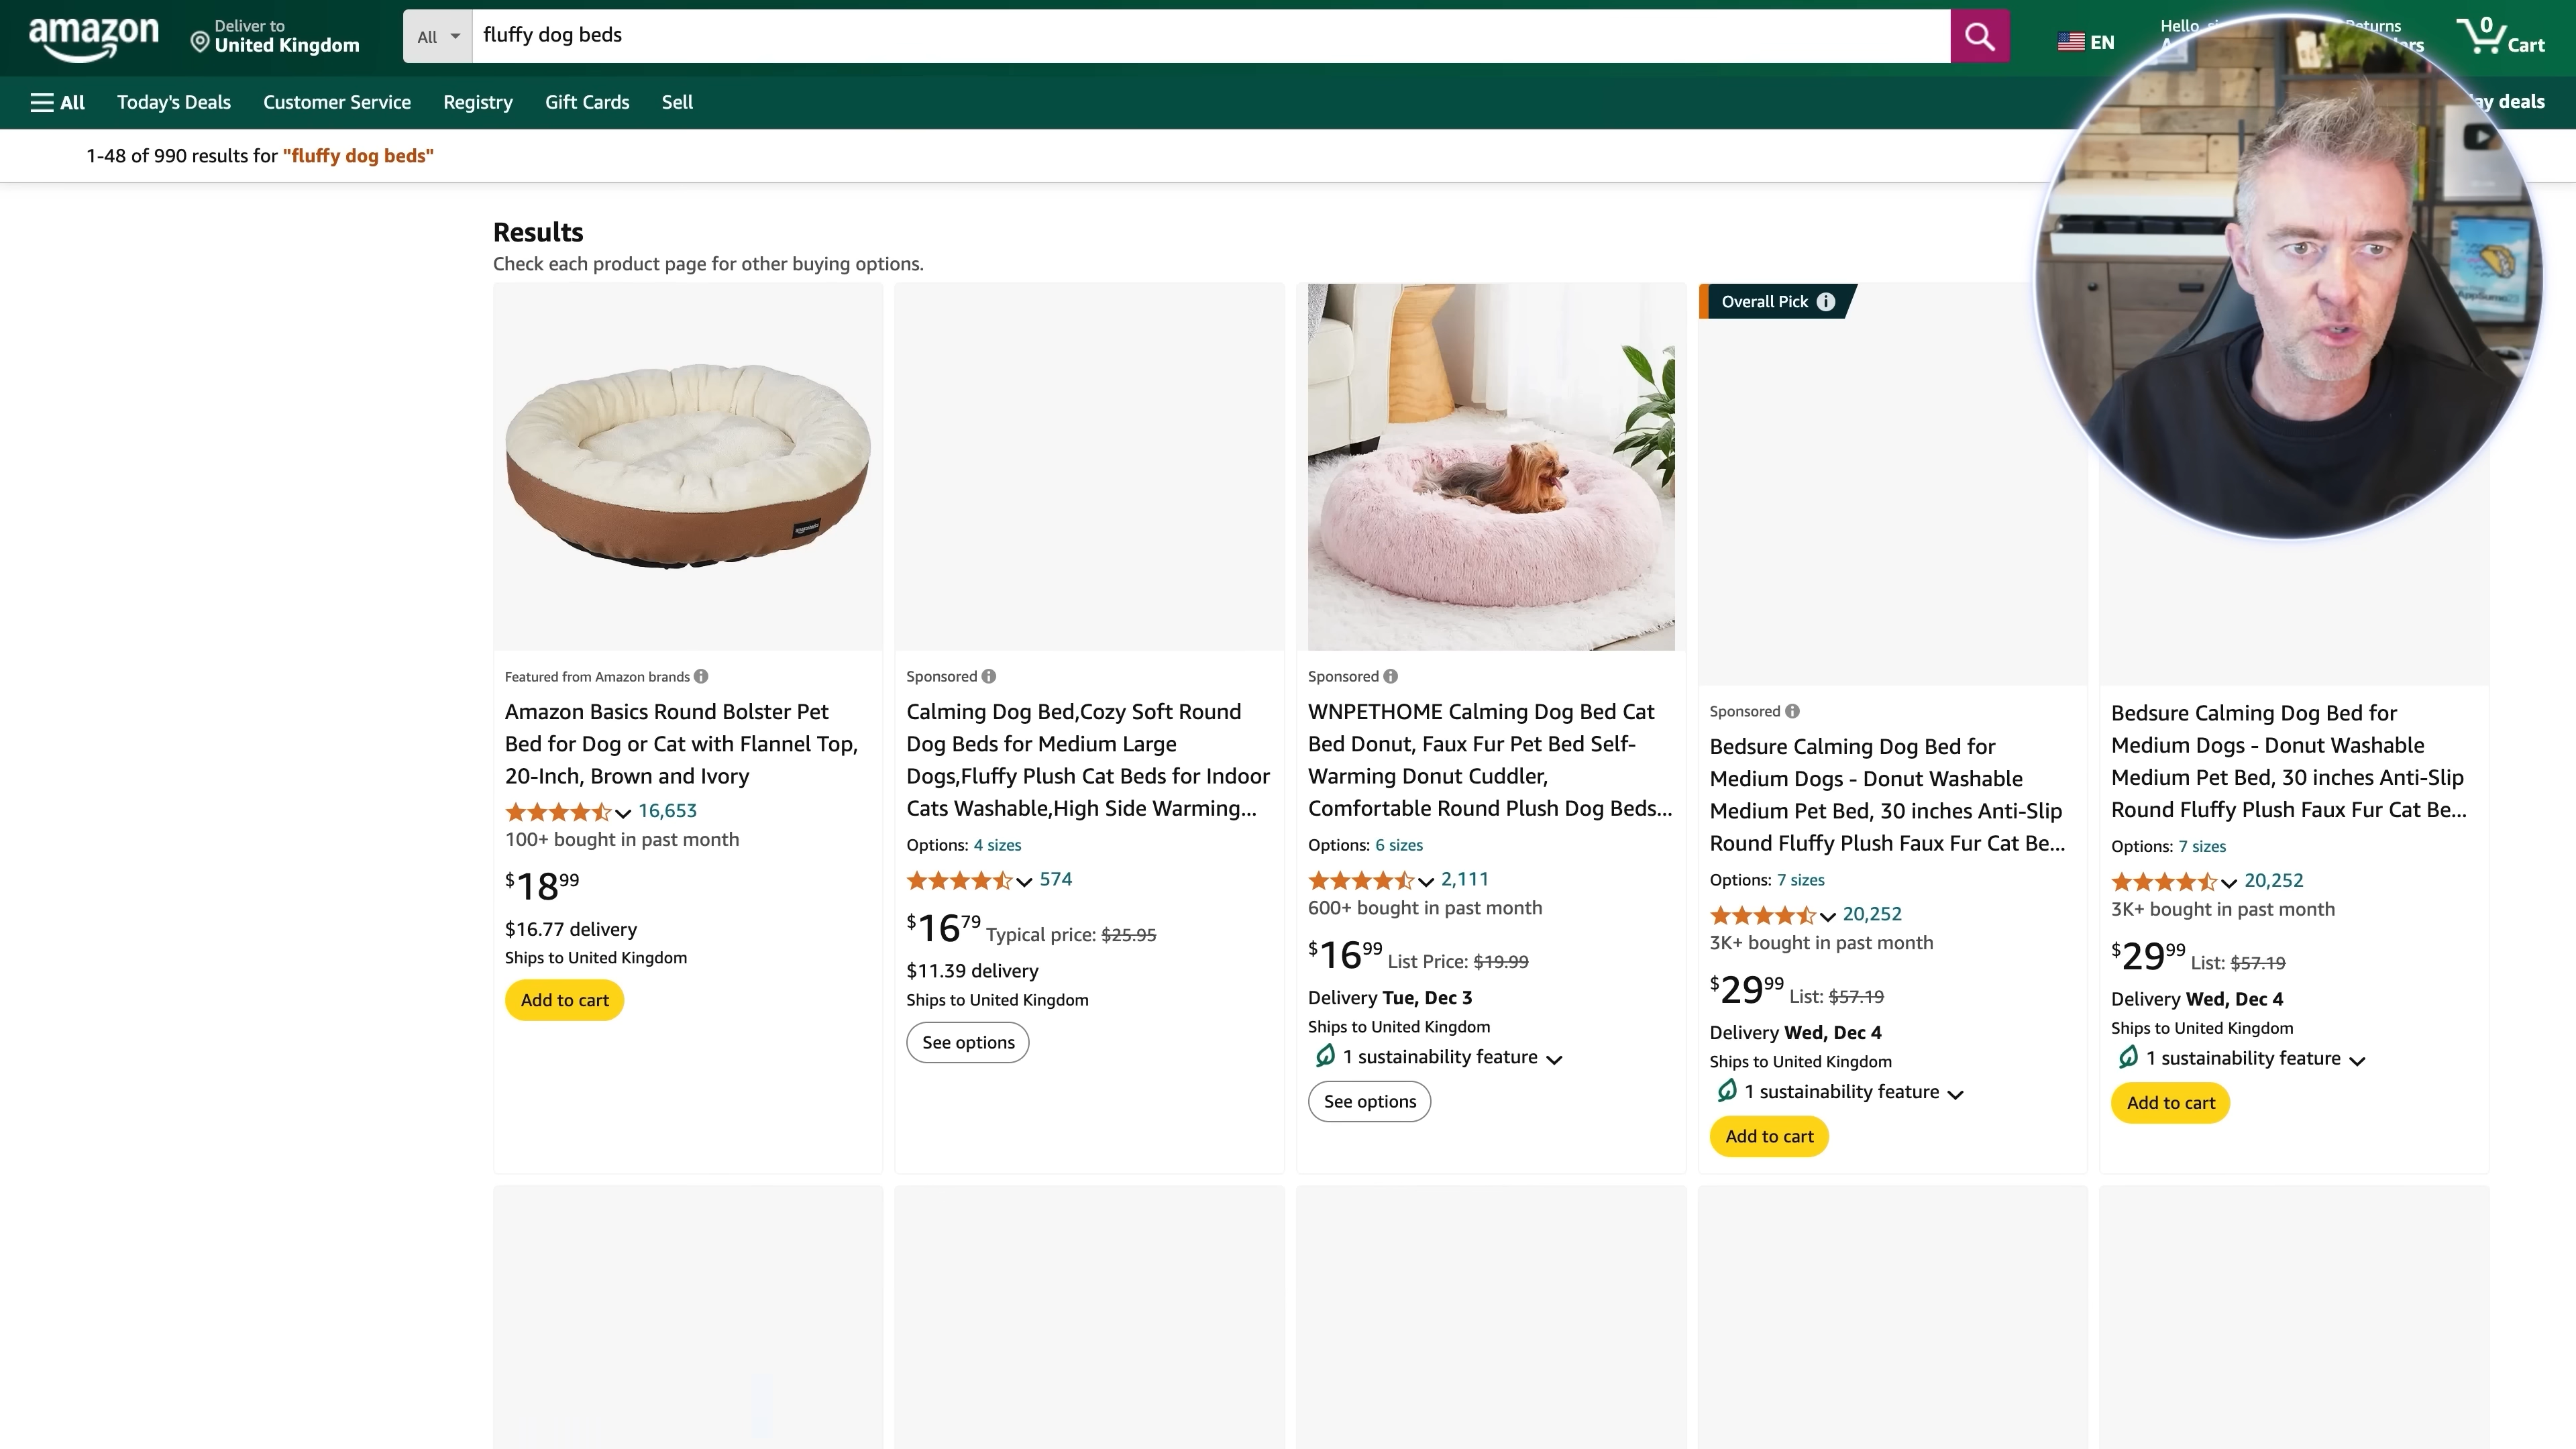 amazon
Deliver to
United Kingdom
All
fluffy dog beds
EN
Hello,
Returns
0
Cart
All
Today's Deals
Customer Service
Registry
Gift Cards
Sell
deals
1-48 of 990 results for "fluffy dog beds"
Results
Check each product page for other buying options.
Featured from Amazon brands
Amazon Basics Round Bolster Pet
Bed for Dog or Cat with Flannel Top,
20-Inch, Brown and Ivory
16,653
100+ bought in past month
$18 99
$16.77 delivery
Ships to United Kingdom
Add to cart
Sponsored
Calming Dog Bed,Cozy Soft Round
Dog Beds for Medium Large
Dogs,Fluffy Plush Cat Beds for Indoor
Cats Washable,High Side Warming...
Options: 4 sizes
574
$16 79 Typical price: $25.95
$11.39 delivery
Ships to United Kingdom
See options
Sponsored
WNPETHOME Calming Dog Bed Cat
Bed Donut, Faux Fur Pet Bed Self-
Warming Donut Cuddler,
Comfortable Round Plush Dog Beds...
Options: 6 sizes
2,111
600+ bought in past month
$16 99 List Price: $19.99
Delivery Tue, Dec 3
Ships to United Kingdom
1 sustainability feature
See options
Overall Pick
Sponsored
Bedsure Calming Dog Bed for
Medium Dogs - Donut Washable
Medium Pet Bed, 30 inches Anti-Slip
Round Fluffy Plush Faux Fur Cat Be...
Options: 7 sizes
20,252
3K+ bought in past month
$29 99 List: $57.19
Delivery Wed, Dec 4
Ships to United Kingdom
1 sustainability feature
Add to cart
Bedsure Calming Dog Bed for
Medium Dogs - Donut Washable
Medium Pet Bed, 30 inches Anti-Slip
Round Fluffy Plush Faux Fur Cat Be...
Options: 7 sizes
20,252
3K+ bought in past month
$29 99 List: $57.19
Delivery Wed, Dec 4
Ships to United Kingdom
1 sustainability feature
Add to cart